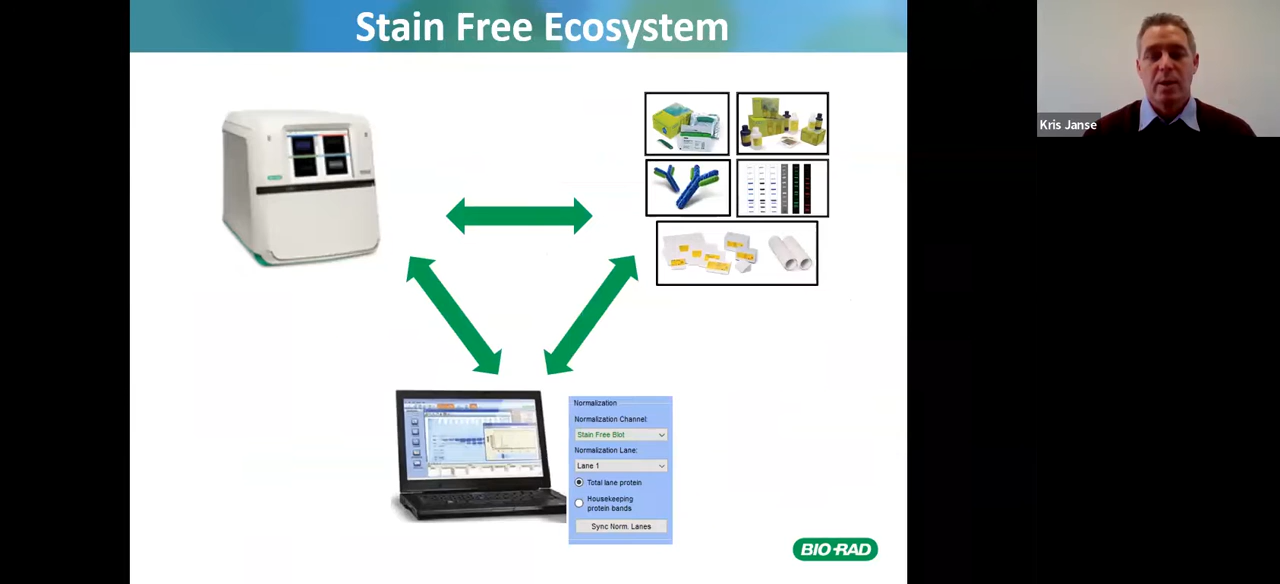 Stain Free Ecosystem
Kris Janse
Normalization
Normalization Channel:
Stain Free Blot
Normalization Lane:
Lane 1
Total lane protein
Housekeeping
protein bands
Sync Norm. Lanes
BIO-RAD